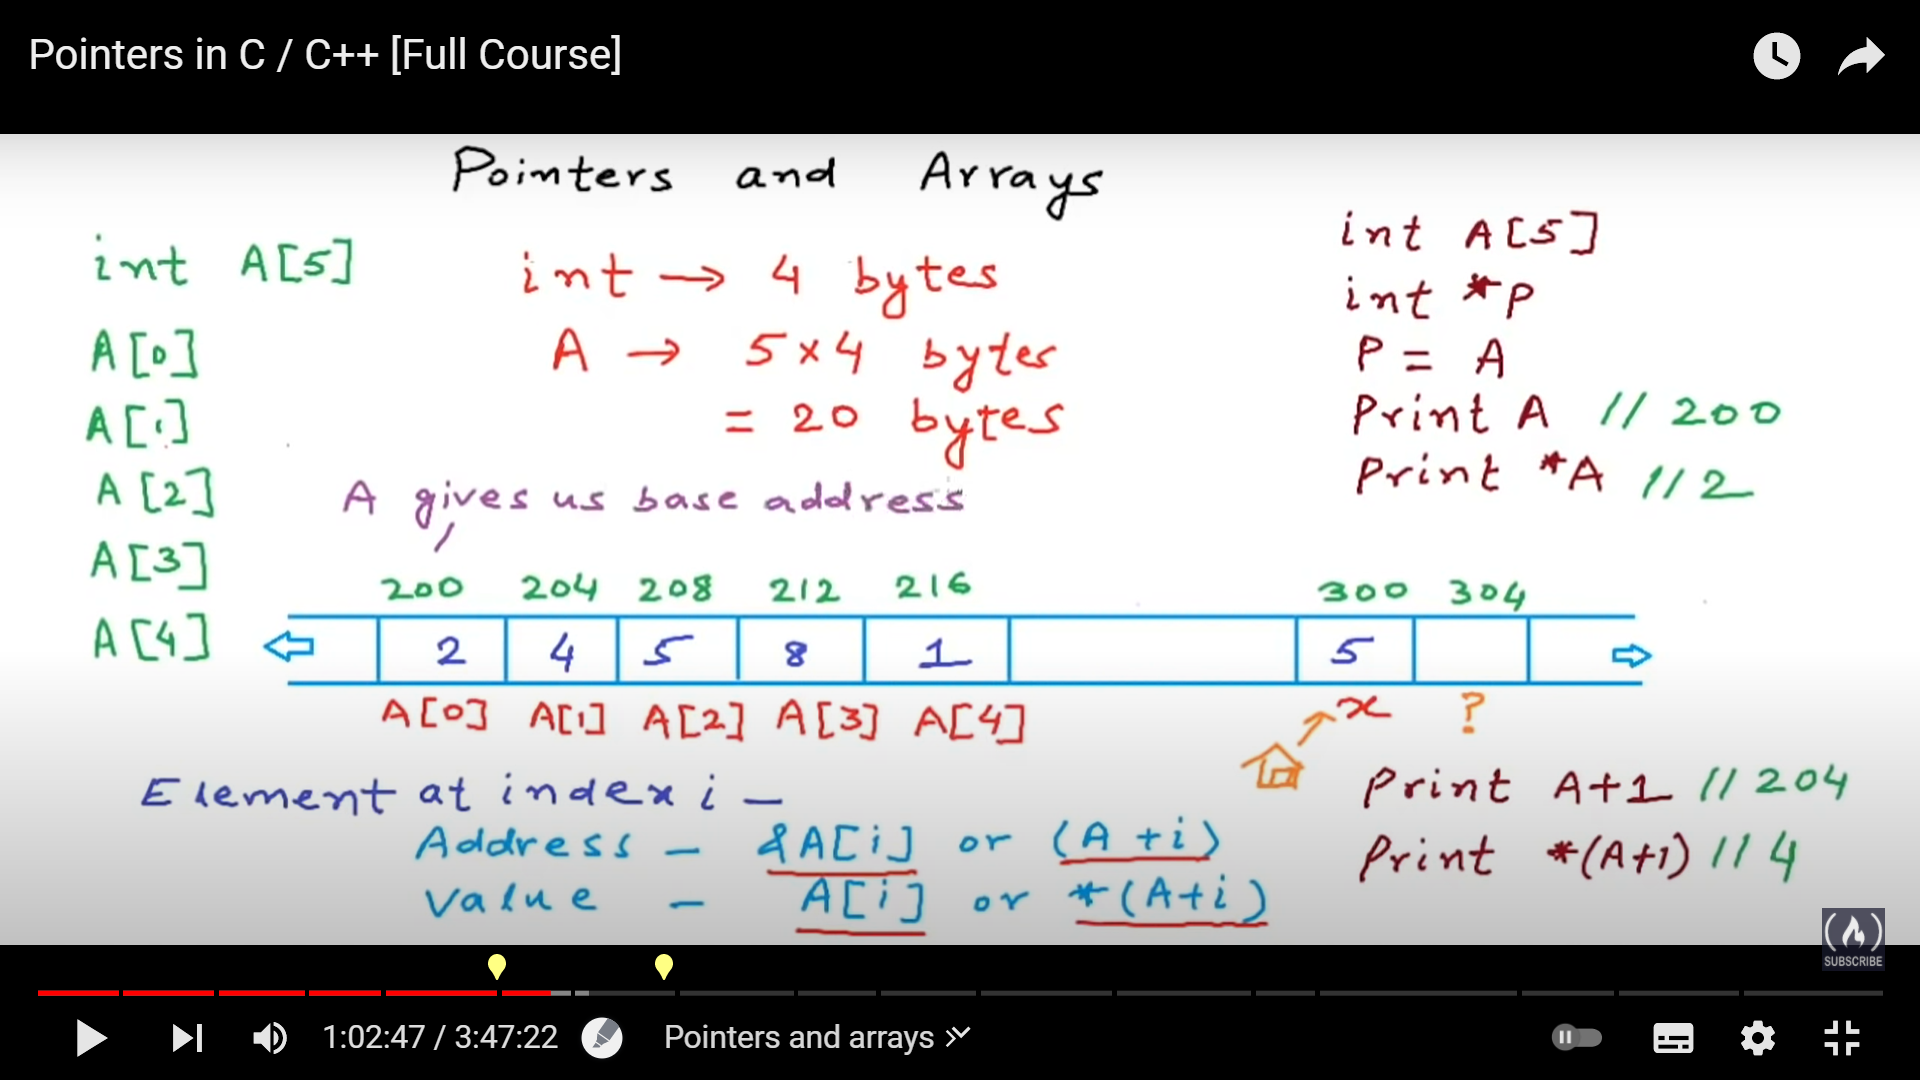 Pointers in C / C++ [Full Course]
Pointers and Arrays
int A[5]
A[0]
A[1]
A[2]
A[3]
A[4]
int → 4 bytes
A → 5 × 4 bytes
= 20 bytes
A gives us base address
int A[5]
int *P
P = A
Print A // 200
Print *A // 2
200 204 208 212 216 300 304
2 4 5 8 1 5
A[0] A[1] A[2] A[3] A[4] x ?
Element at index i –
Address – &A[i] or (A+i)
Value – A[i] or *(A+i)
Print A+1 // 204
Print *(A+1) // 4
SUBSCRIBE
1:02:47 / 3:47:22 Pointers and arrays